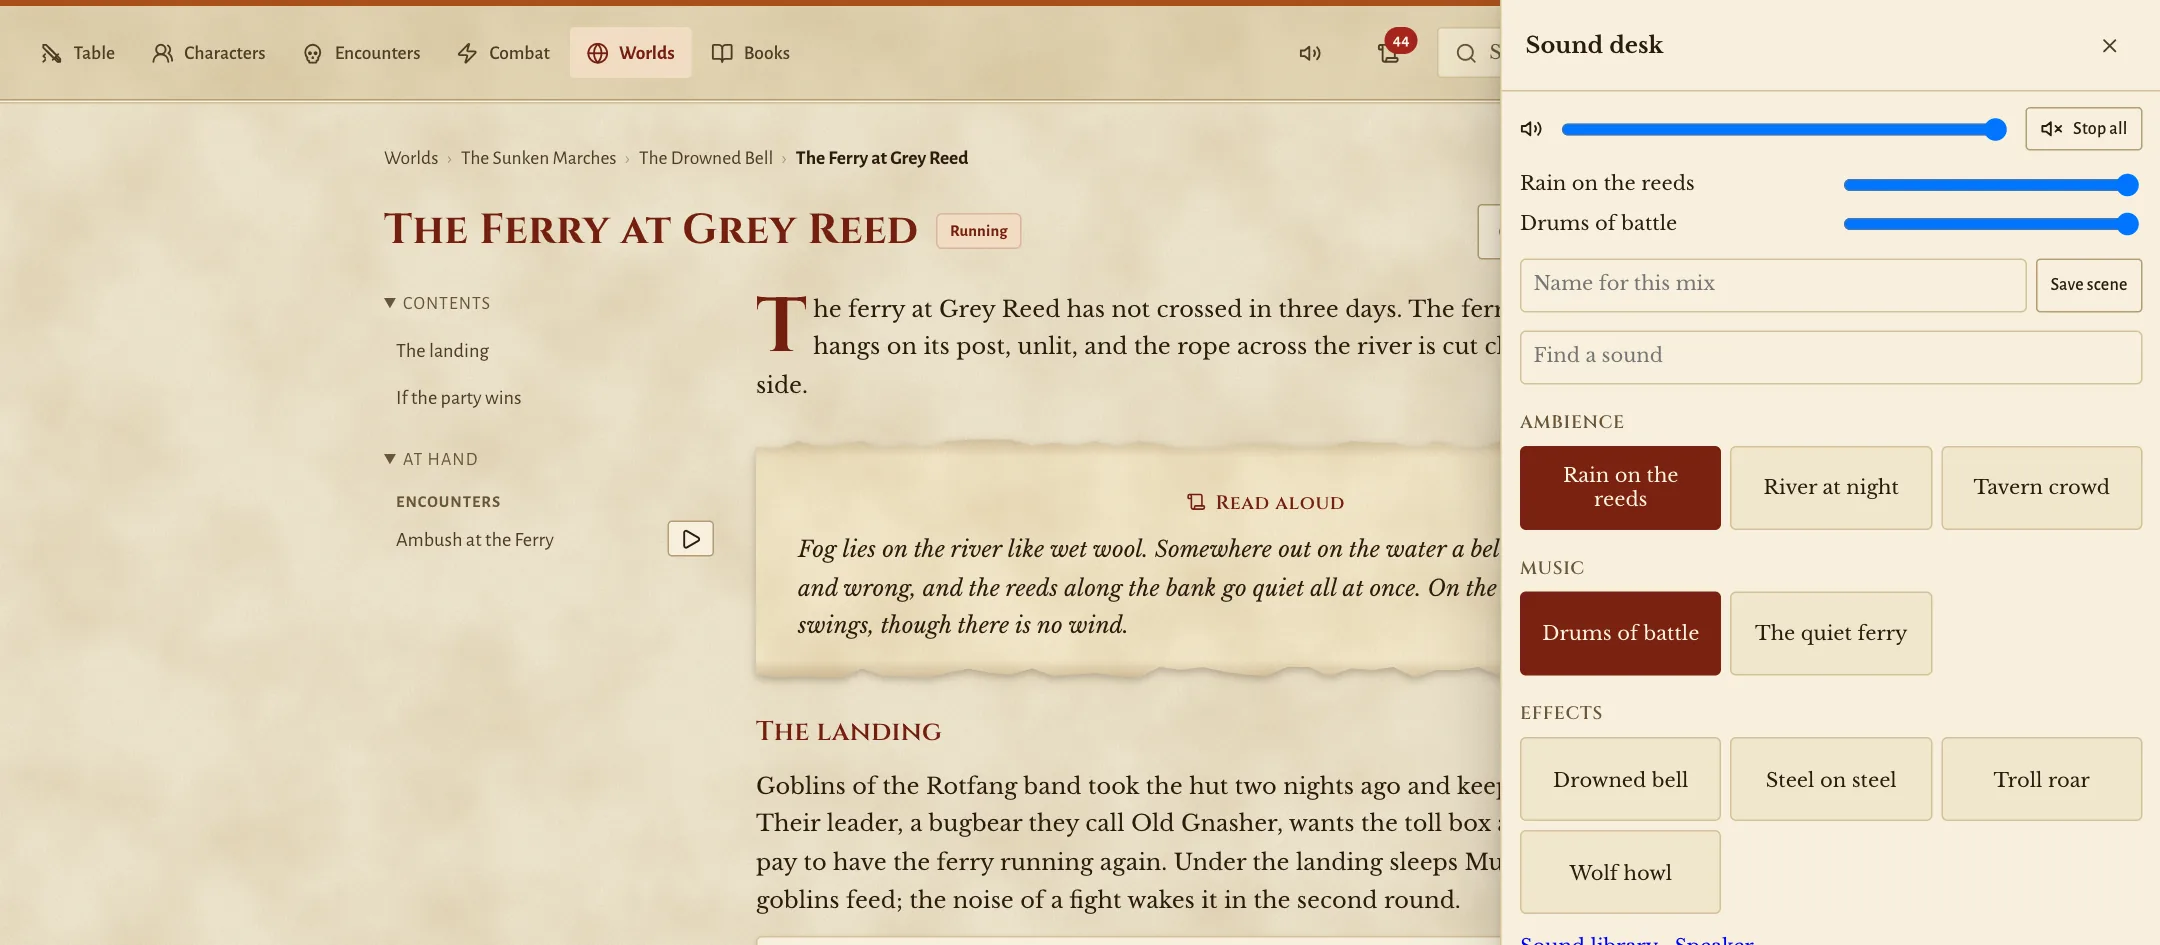 Table
Characters
Encounters
Combat
Worlds
Books
44
S
Sound desk
Worlds › The Sunken Marches › The Drowned Bell › The Ferry at Grey Reed
The Ferry at Grey Reed
Running
CONTENTS
The landing
If the party wins
AT HAND
ENCOUNTERS
Ambush at the Ferry
The ferry at Grey Reed has not crossed in three days. The
hangs on its post, unlit, and the rope across the river is cut
side.
Read aloud
Fog lies on the river like wet wool. Somewhere out on the water a
and wrong, and the reeds along the bank go quiet all at once. On the
swings, though there is no wind.
The landing
Goblins of the Rotfang band took the hut two nights ago and
Their leader, a bugbear they call Old Gnasher, wants the toll box
pay to have the ferry running again. Under the landing sleeps
goblins feed; the noise of a fight wakes it in the second round.
Stop all
Rain on the reeds
Drums of battle
Name for this mix
Save scene
Find a sound
AMBIENCE
Rain on the
reeds
River at night
Tavern crowd
MUSIC
Drums of battle
The quiet ferry
EFFECTS
Drowned bell
Steel on steel
Troll roar
Wolf howl
Sound library Speaker